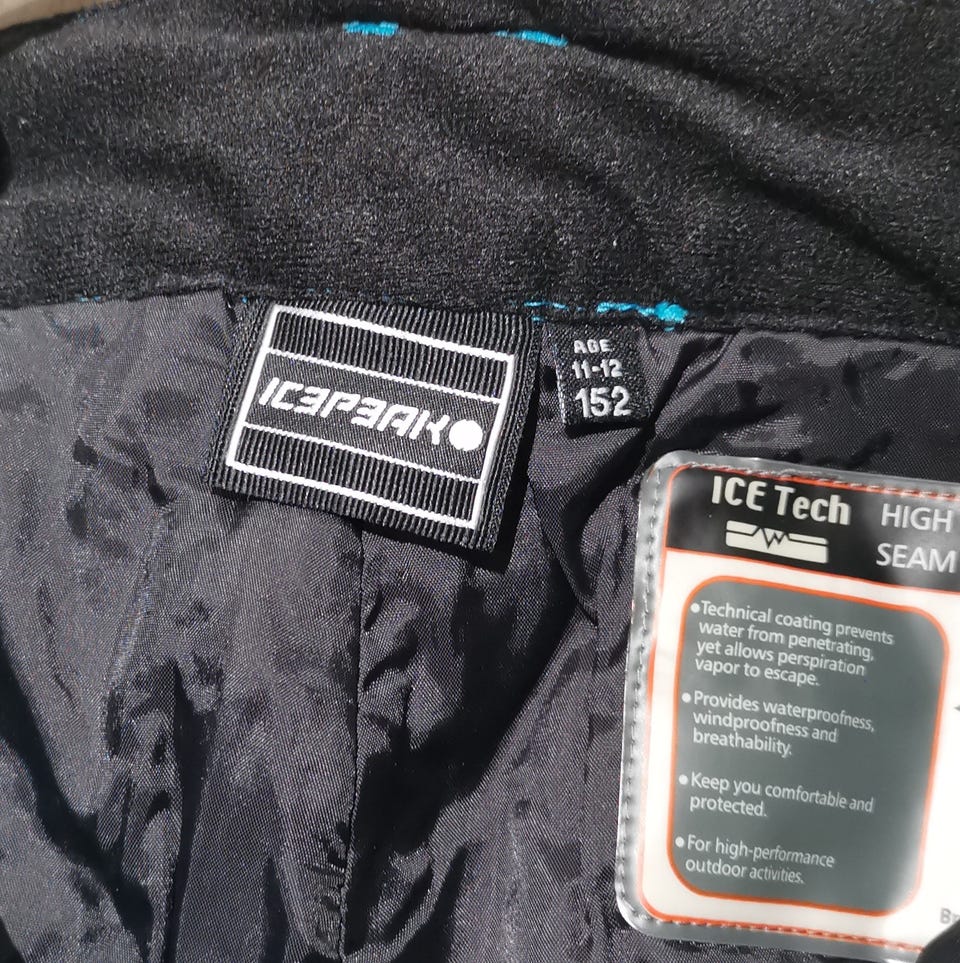 ICEPEAK
AGE
11-12
152
ICE Tech
HIGH
SEAM
•Technical coating prevents
water from penetrating,
yet allows perspiration
vapor to escape.
•Provides waterproofness,
windproofness and
breathability.
•Keep you comfortable and
protected.
•For high-performance
outdoor activities.